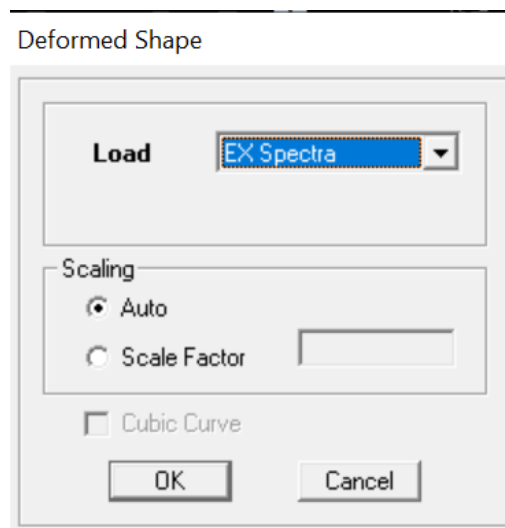 Deformed Shape
Load EX Spectra
Scaling
Auto
Scale Factor
Cubic Curve
OK Cancel